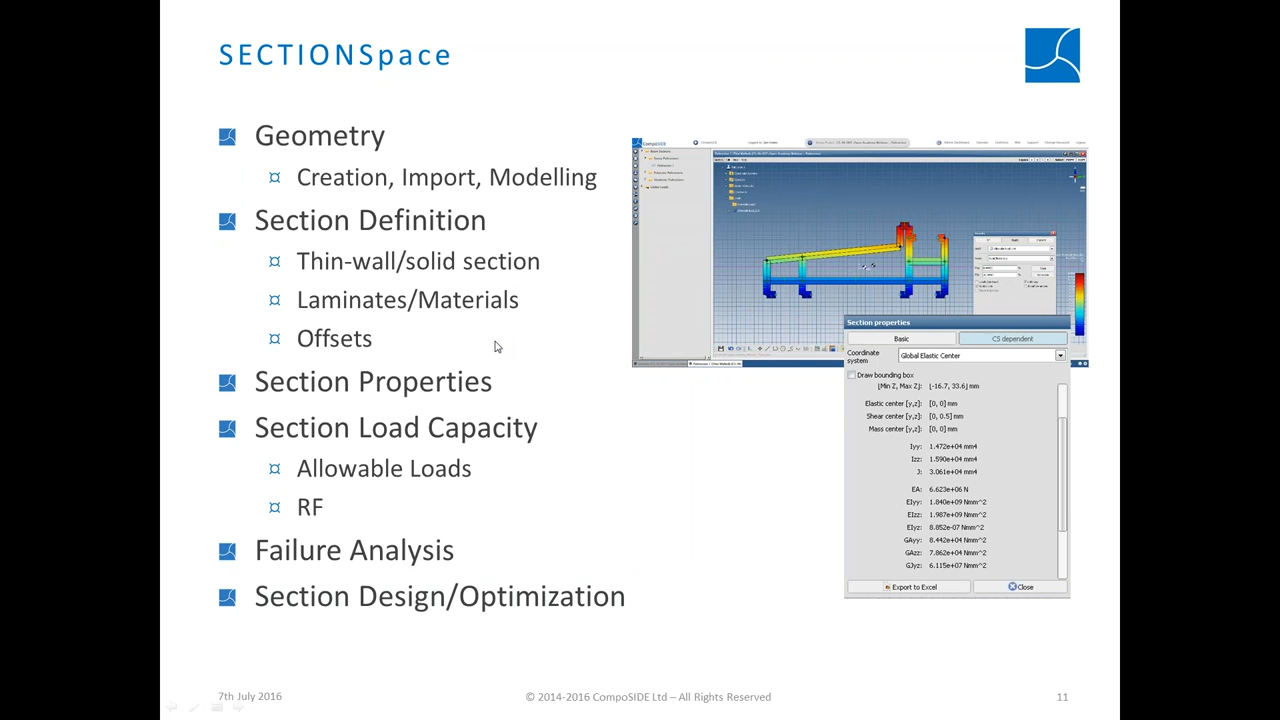 SECTIONSpace
Geometry
Creation, Import, Modelling
Section Definition
Thin-wall/solid section
Laminates/Materials
Offsets
Section Properties
Section Load Capacity
Allowable Loads
RF
Failure Analysis
Section Design/Optimization
CompoSIDE
Section properties
Basic
CS dependent
Coordinate system
Global Elastic Center
Draw bounding box
[Min Z, Max Z]: [-16.7, 33.6] mm
Elastic center [y,z]: [0, 0] mm
Shear center [y,z]: [0, 0.5] mm
Mass center [y,z]: [0, 0] mm
Iyy: 1.472e+04 mm4
Izz: 1.590e+04 mm4
J: 3.061e+04 mm4
EA: 6.623e+06 N
EIyy: 1.840e+09 Nmm^2
EIzz: 1.987e+09 Nmm^2
EIyz: 8.852e-07 Nmm^2
GAyy: 8.442e+04 Nmm^2
GAzz: 7.862e+04 Nmm^2
GJyz: 6.115e+07 Nmm^2
Export to Excel
Close
7th July 2016
© 2014-2016 CompoSIDE Ltd – All Rights Reserved
11